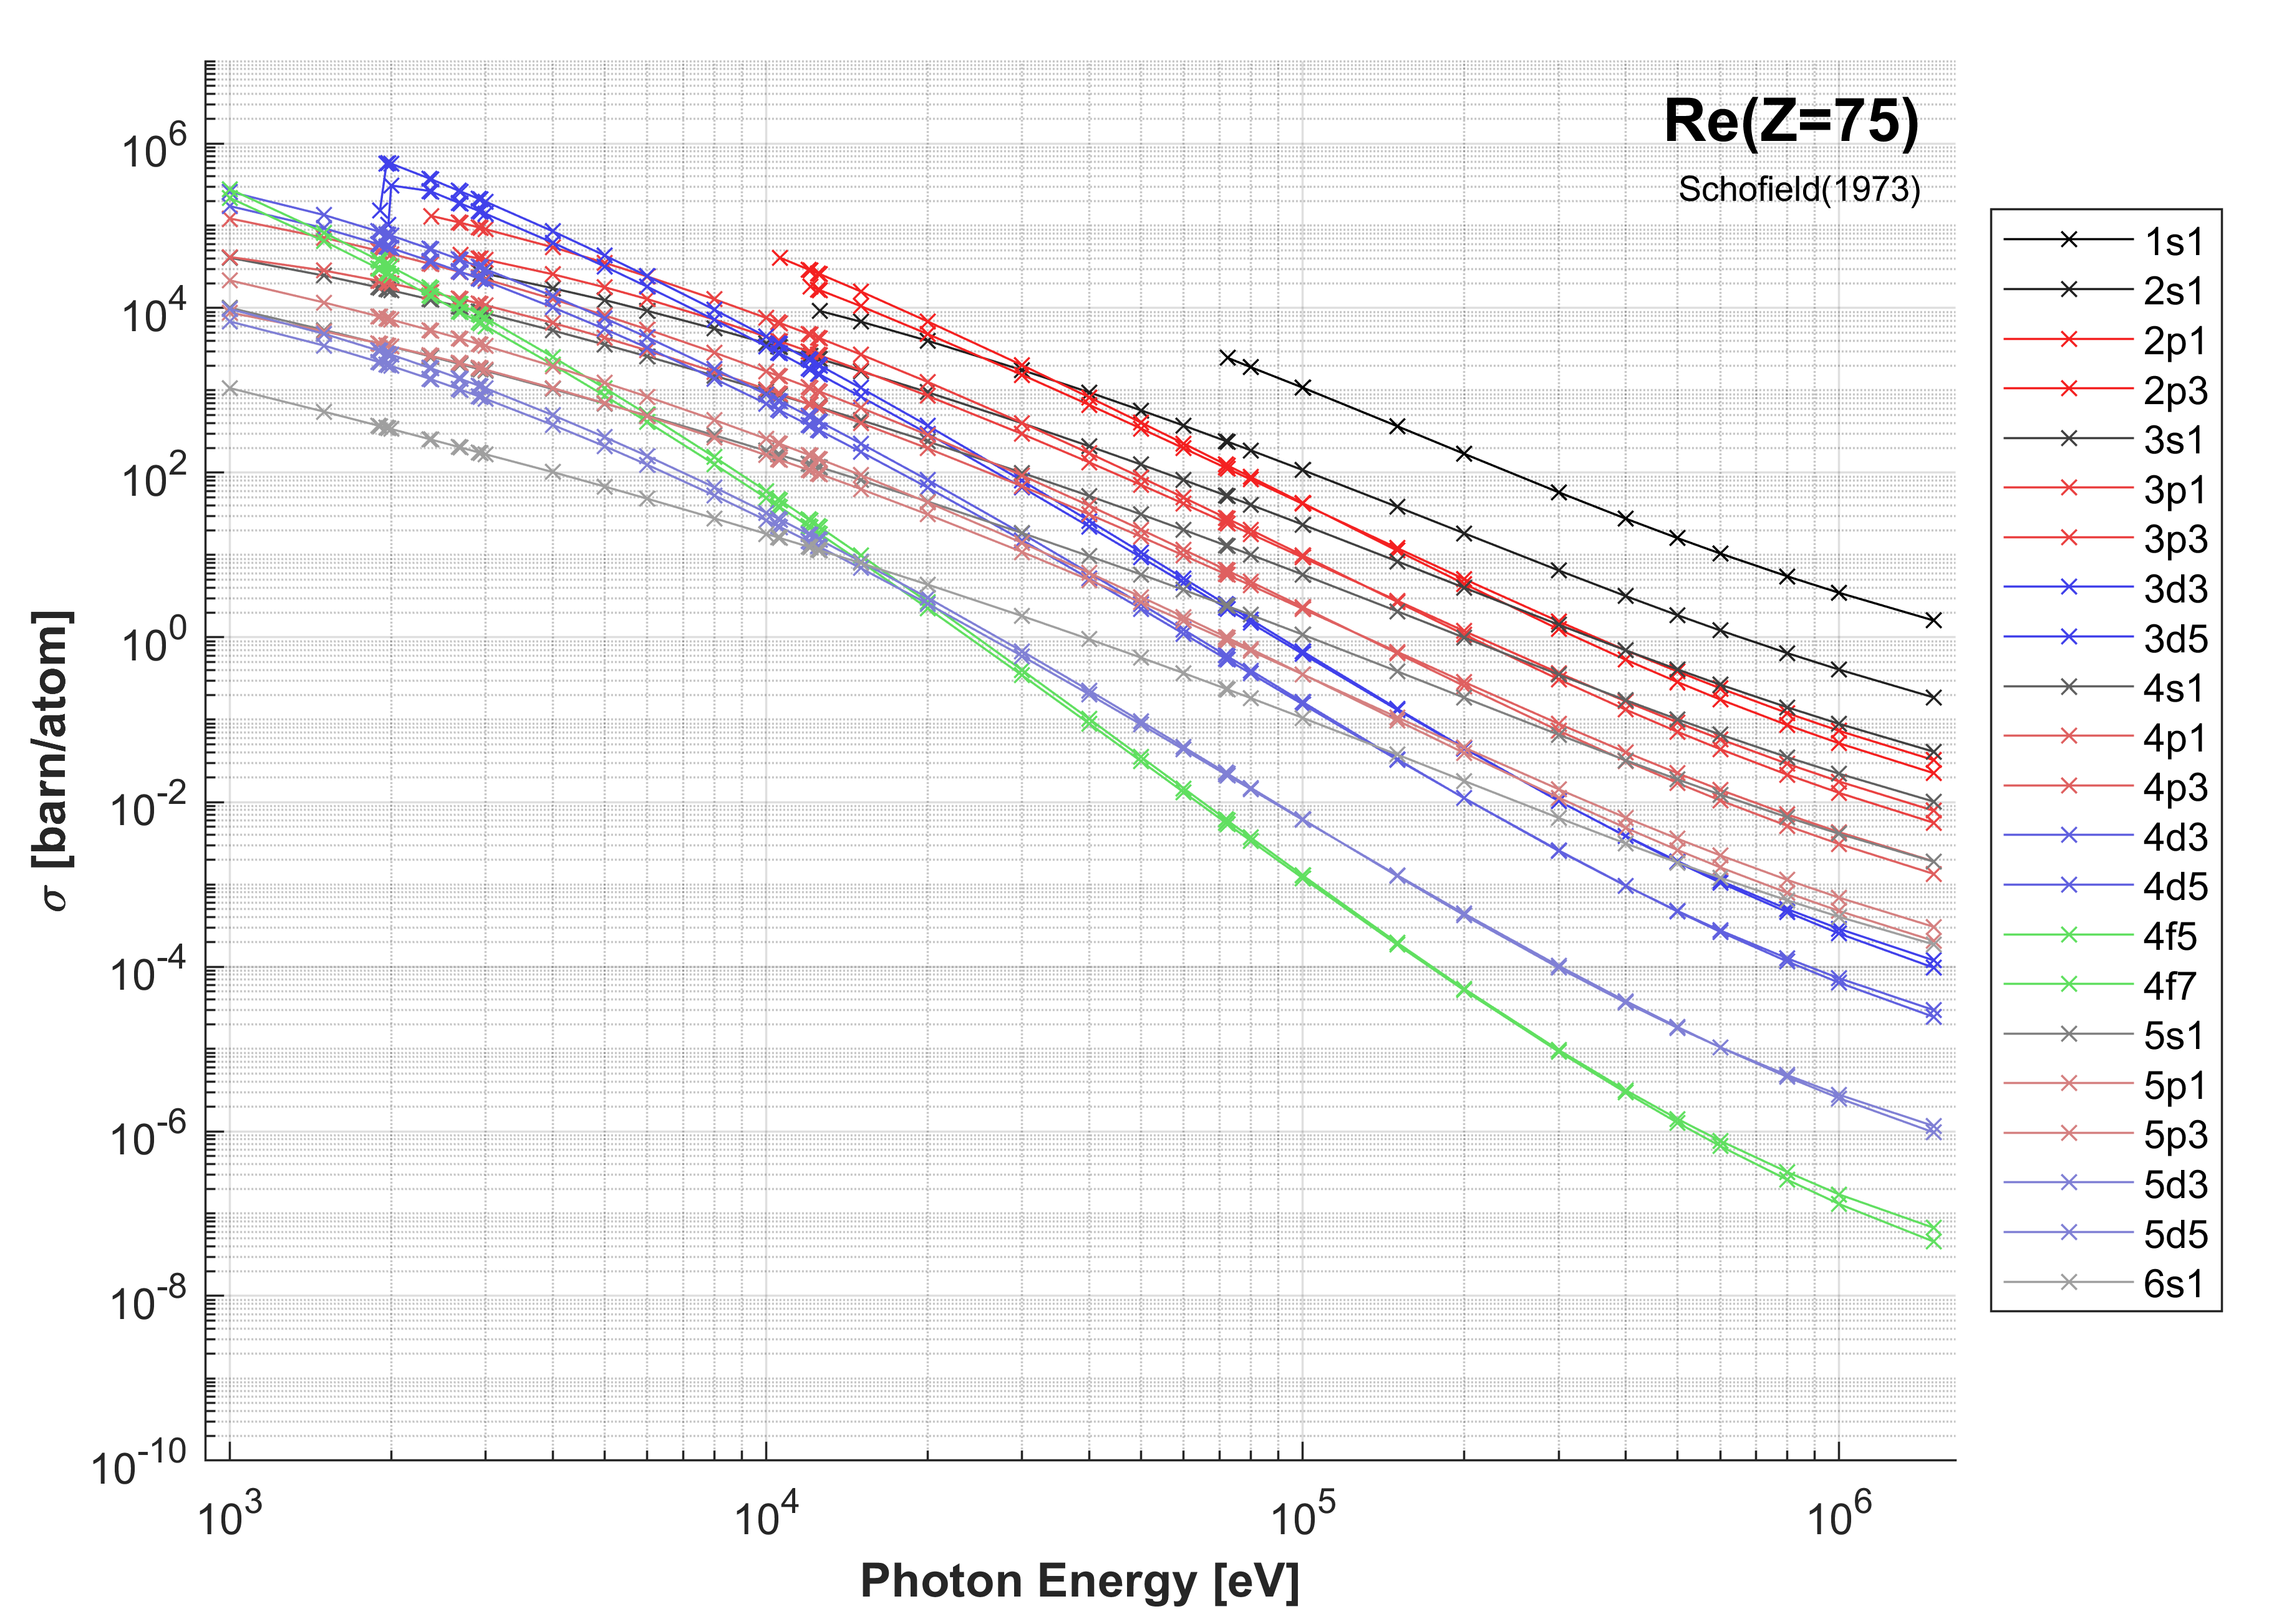 Re(Z=75)
Schofield(1973)
10^6
10^4
10^2
10^0
10^-2
10^-4
10^-6
10^-8
10^-10
σ [barn/atom]
10^3 10^4 10^5 10^6
Photon Energy [eV]
1s1
2s1
2p1
2p3
3s1
3p1
3p3
3d3
3d5
4s1
4p1
4p3
4d3
4d5
4f5
4f7
5s1
5p1
5p3
5d3
5d5
6s1